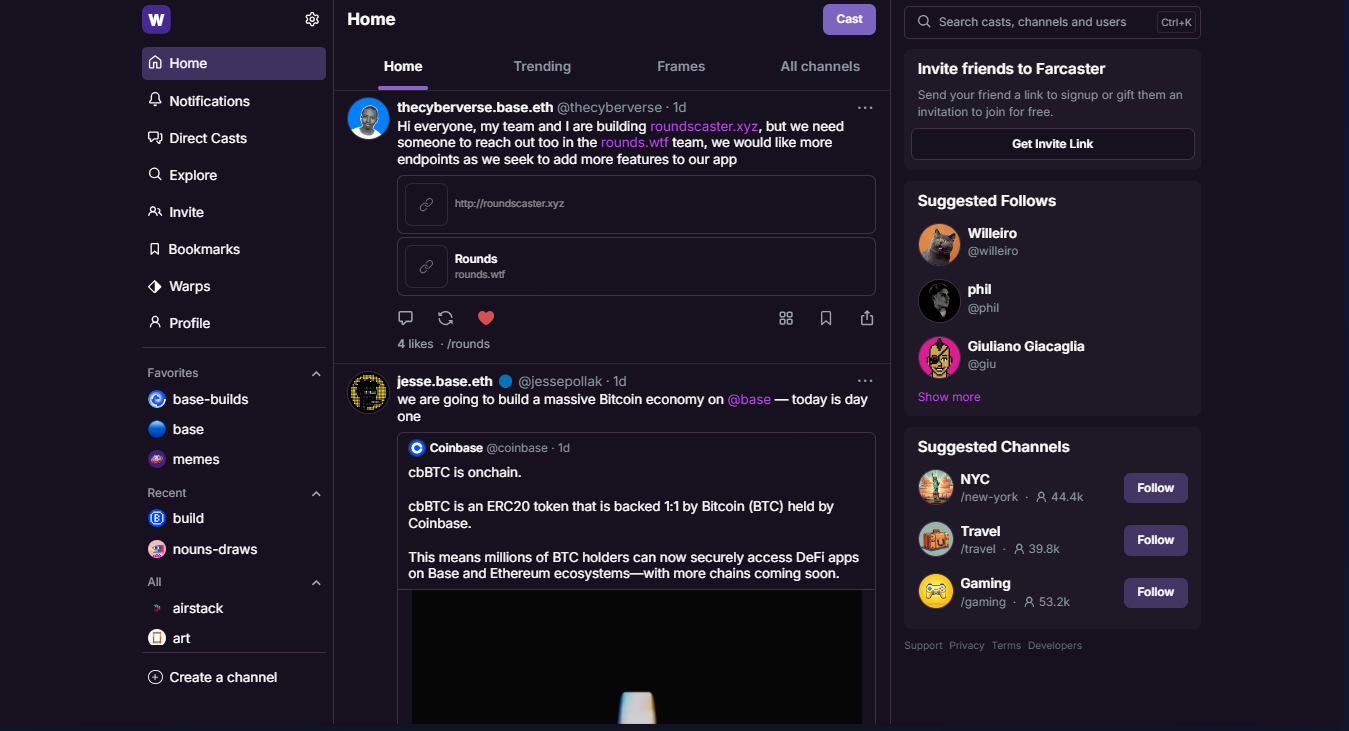 W
Home
Notifications
Direct Casts
Explore
Invite
Bookmarks
Warps
Profile
Favorites
base-builds
base
memes
Recent
build
nouns-draws
All
airstack
art
Create a channel
Home
Cast
Home Trending Frames All channels
thecyberverse.base.eth @thecyberverse · 1d
Hi everyone, my team and I are building roundscaster.xyz, but we need
someone to reach out too in the rounds.wtf team, we would like more
endpoints as we seek to add more features to our app
http://roundscaster.xyz
Rounds
rounds.wtf
4 likes · /rounds
jesse.base.eth @jessepollak · 1d
we are going to build a massive Bitcoin economy on @base — today is day
one
Coinbase @coinbase · 1d
cbBTC is onchain.
cbBTC is an ERC20 token that is backed 1:1 by Bitcoin (BTC) held by
Coinbase.
This means millions of BTC holders can now securely access DeFi apps
on Base and Ethereum ecosystems—with more chains coming soon.
Search casts, channels and users Ctrl+K
Invite friends to Farcaster
Send your friend a link to signup or gift them an
invitation to join for free.
Get Invite Link
Suggested Follows
Willeiro
@willeiro
phil
@phil
Giuliano Giacaglia
@giu
Show more
Suggested Channels
NYC
/new-york · 44.4k
Follow
Travel
/travel · 39.8k
Follow
Gaming
/gaming · 53.2k
Follow
Support Privacy Terms Developers